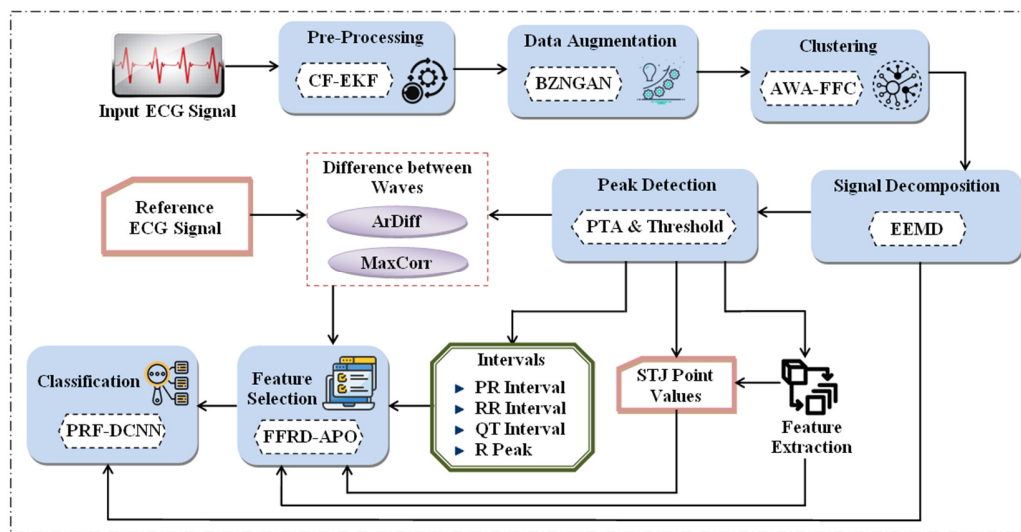 Input ECG Signal
Pre-Processing
CF-EKF
Data Augmentation
BZNGAN
Clustering
AWA-FFC
Signal Decomposition
EEMD
Peak Detection
PTA & Threshold
Difference between
Waves
ArDiff
MaxCorr
Reference
ECG Signal
Classification
PRF-DCNN
Feature
Selection
FFRD-APO
Intervals
PR Interval
RR Interval
QT Interval
R Peak
STJ Point
Values
Feature
Extraction